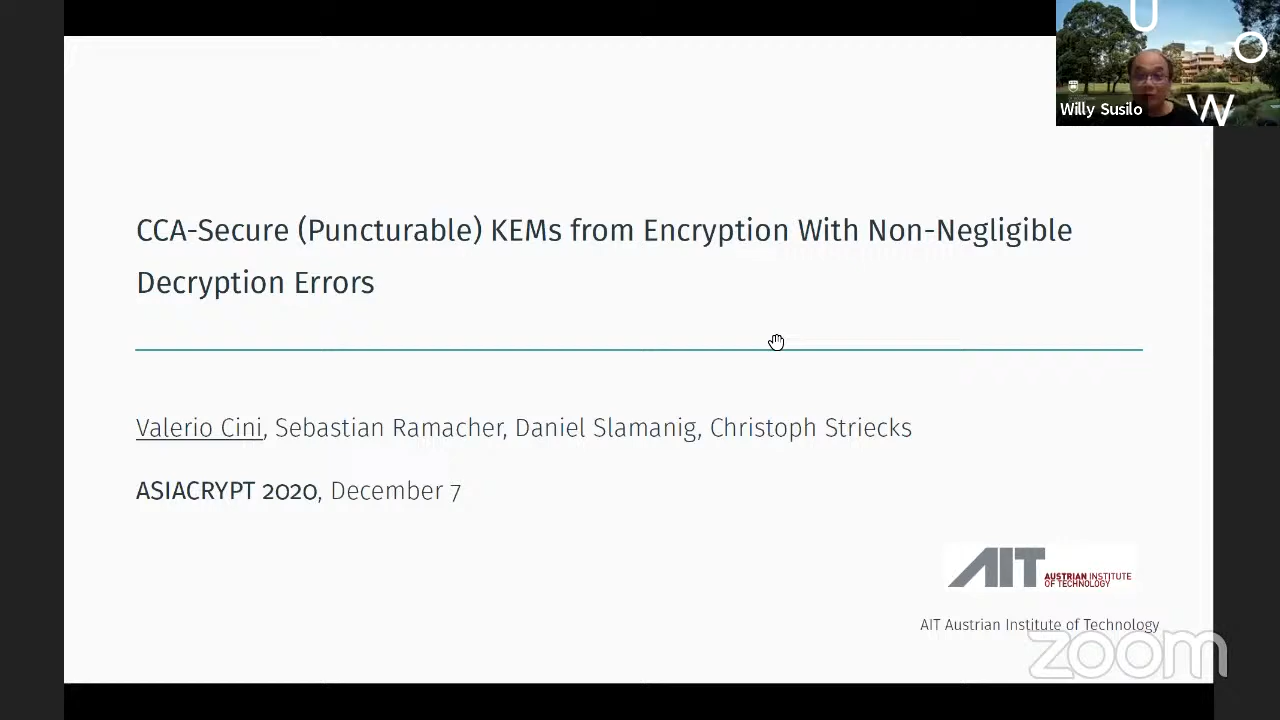 U
O
W
Willy Susilo
CCA-Secure (Puncturable) KEMs from Encryption With Non-Negligible
Decryption Errors
Valerio Cini, Sebastian Ramacher, Daniel Slamanig, Christoph Striecks
ASIACRYPT 2020, December 7
AIT AUSTRIAN INSTITUTE
OF TECHNOLOGY
AIT Austrian Institute of Technology
zoom